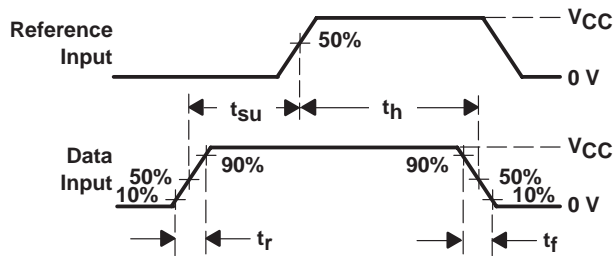 Reference
Input
50%
VCC
0 V
tsu
th
Data
Input
50%
10%
90%
90%
VCC
50%
10%
0 V
tr
tf